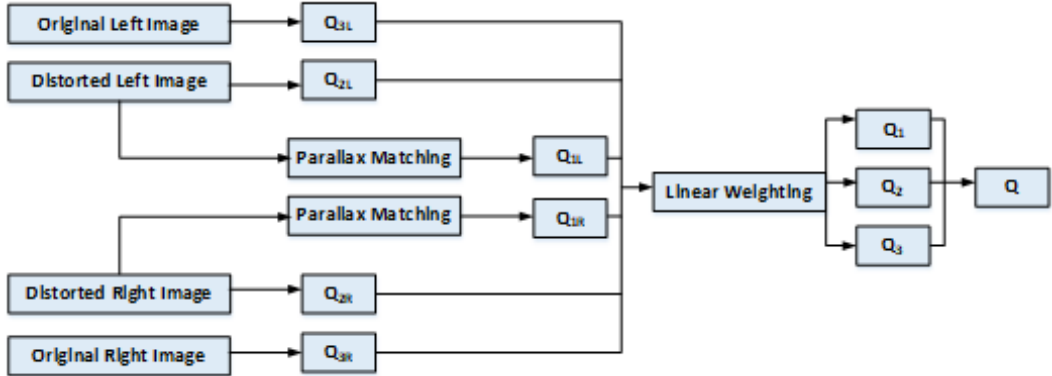 Original Left Image
Q3L
Distorted Left Image
Q2L
Parallax Matching
Q1L
Parallax Matching
Q1R
Distorted Right Image
Q2R
Original Right Image
Q3R
Linear Weighting
Q1
Q2
Q3
Q